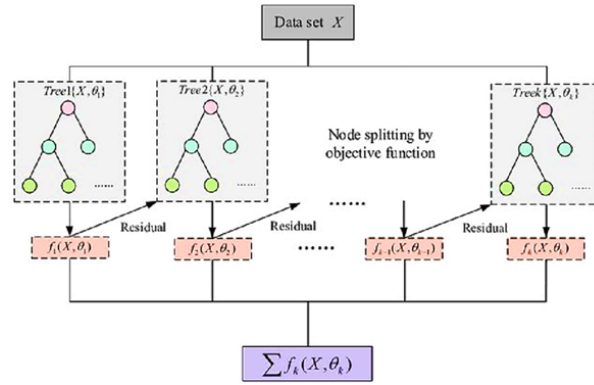 Data set X
Tree1{X,θ₁}
Tree2{X,θ₂}
Treek{X,θₖ}
Node splitting by
objective function
......
......
......
......
Residual
Residual
Residual
f₁(X,θ₁)
f₂(X,θ₂)
......
fₖ₋₁(X,θₖ₋₁)
fₖ(X,θₖ)
∑fₖ(X,θₖ)